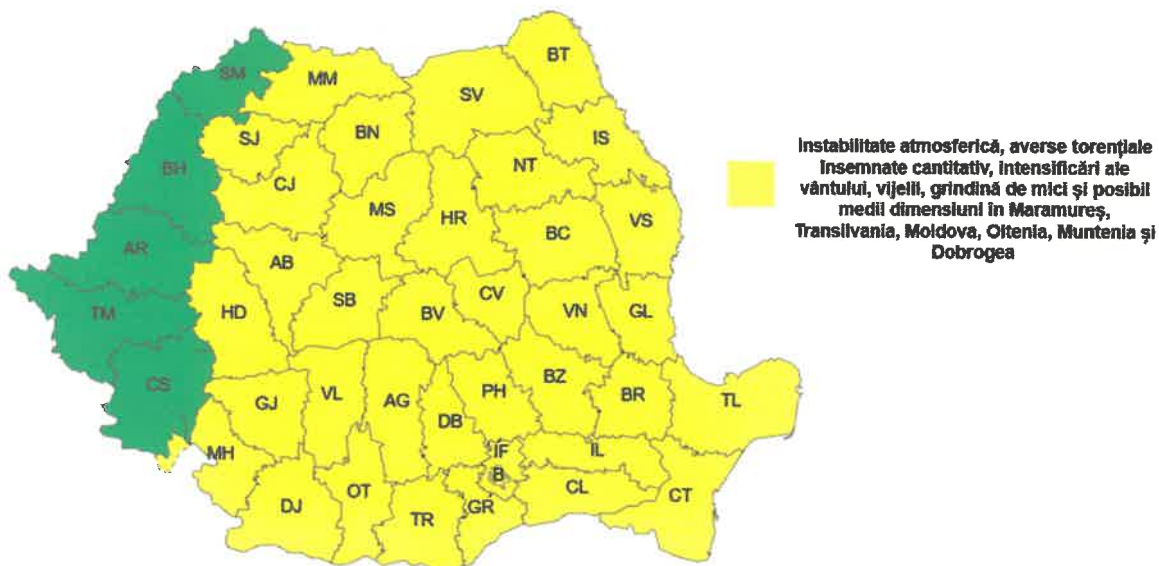 BT
SM
MM
SV
SJ
BN
IS
NT
BH
CJ
MS
HR
VS
BC
AR
AB
CV
TM
HD
SB
BV
VN
GL
CS
GJ
VL
AG
DB
PH
BZ
BR
TL
MH
IF
IL
B
DJ
OT
TR
GR
CL
CT
Instabilitate atmosferică, averse torențiale
însemnate cantitativ, intensificări ale
vântului, vijelii, grindină de mici și posibil
medii dimensiuni în Maramureș,
Transilvania, Moldova, Oltenia, Muntenia și
Dobrogea